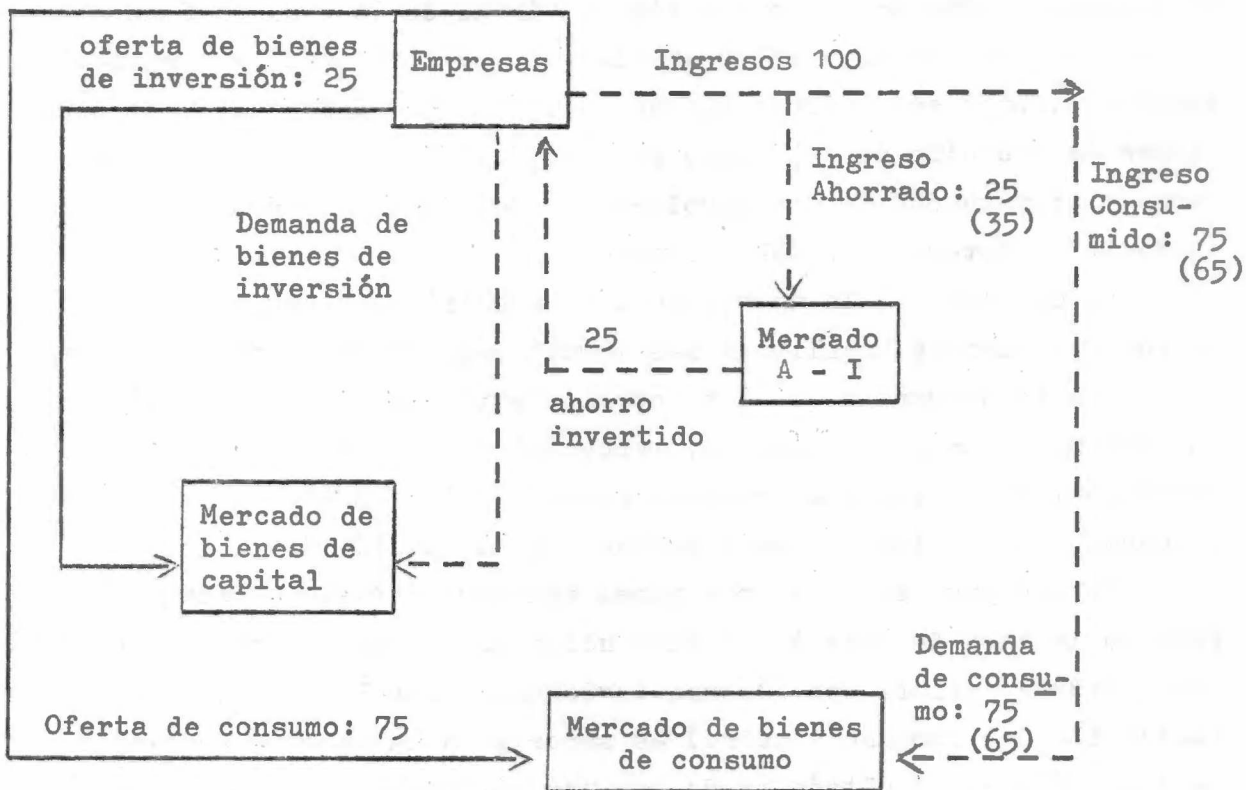 oferta de bienes
de inversión: 25
Empresas
Ingresos 100
Ingreso
Ahorrado: 25
(35)
Ingreso
Consu-
mido: 75
(65)
Demanda de
bienes de
inversión
25
ahorro
invertido
Mercado
A - I
Mercado de
bienes de
capital
Demanda
de consu-
mo: 75
(65)
Oferta de consumo: 75
Mercado de bienes
de consumo